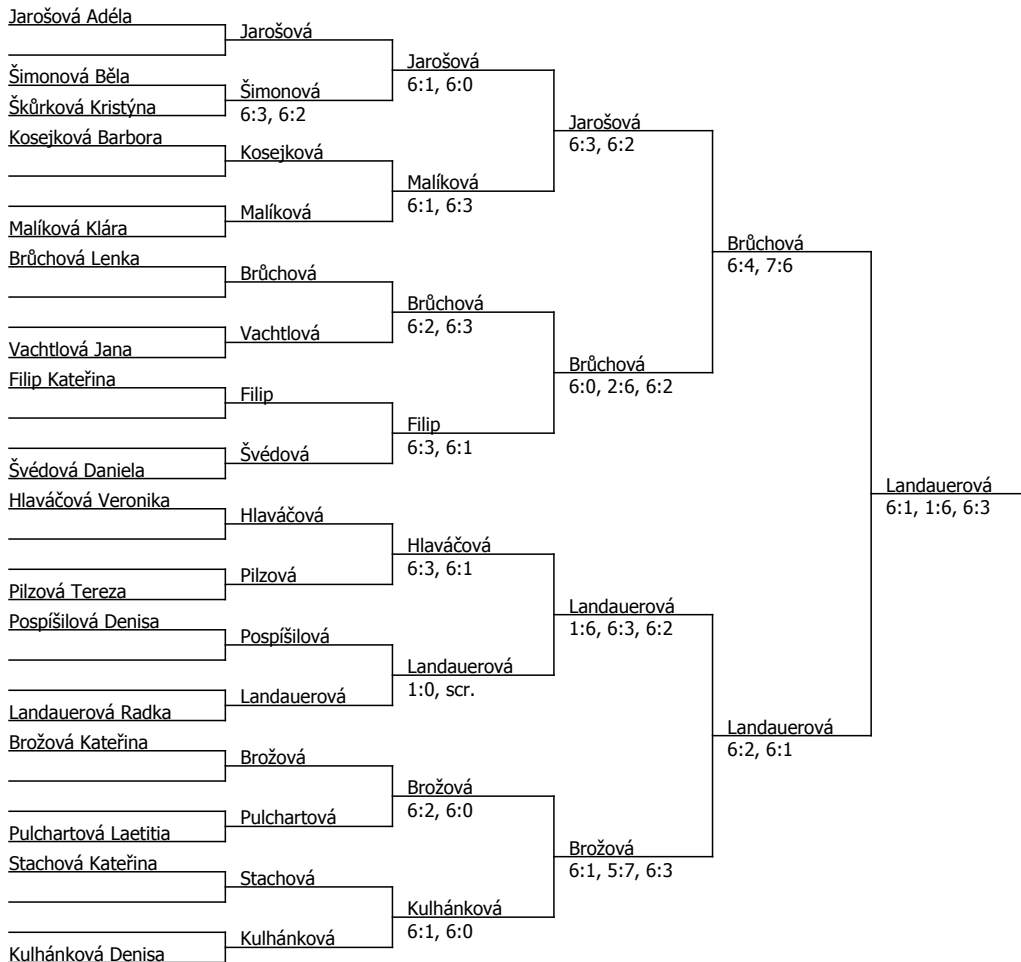 Jarošová Adéla
Jarošová
Jarošová
6:1, 6:0
Šimonová Běla
Šimonová
6:3, 6:2
Škůrková Kristýna
Jarošová
6:3, 6:2
Kosejková Barbora
Kosejková
Malíková
6:1, 6:3
Malíková
Malíková Klára
Brůchová
6:4, 7:6
Brůchová Lenka
Brůchová
Brůchová
6:2, 6:3
Vachtlová
Vachtlová Jana
Brůchová
6:0, 2:6, 6:2
Filip Kateřina
Filip
Filip
6:3, 6:1
Švédová
Švédová Daniela
Landauerová
6:1, 1:6, 6:3
Hlaváčová Veronika
Hlaváčová
Hlaváčová
6:3, 6:1
Pilzová
Pilzová Tereza
Landauerová
1:6, 6:3, 6:2
Pospíšilová Denisa
Pospíšilová
Landauerová
1:0, scr.
Landauerová
Landauerová Radka
Landauerová
6:2, 6:1
Brožová Kateřina
Brožová
Brožová
6:2, 6:0
Pulchartová
Pulchartová Laetitia
Brožová
6:1, 5:7, 6:3
Stachová Kateřina
Stachová
Kulhánková
6:1, 6:0
Kulhánková
Kulhánková Denisa